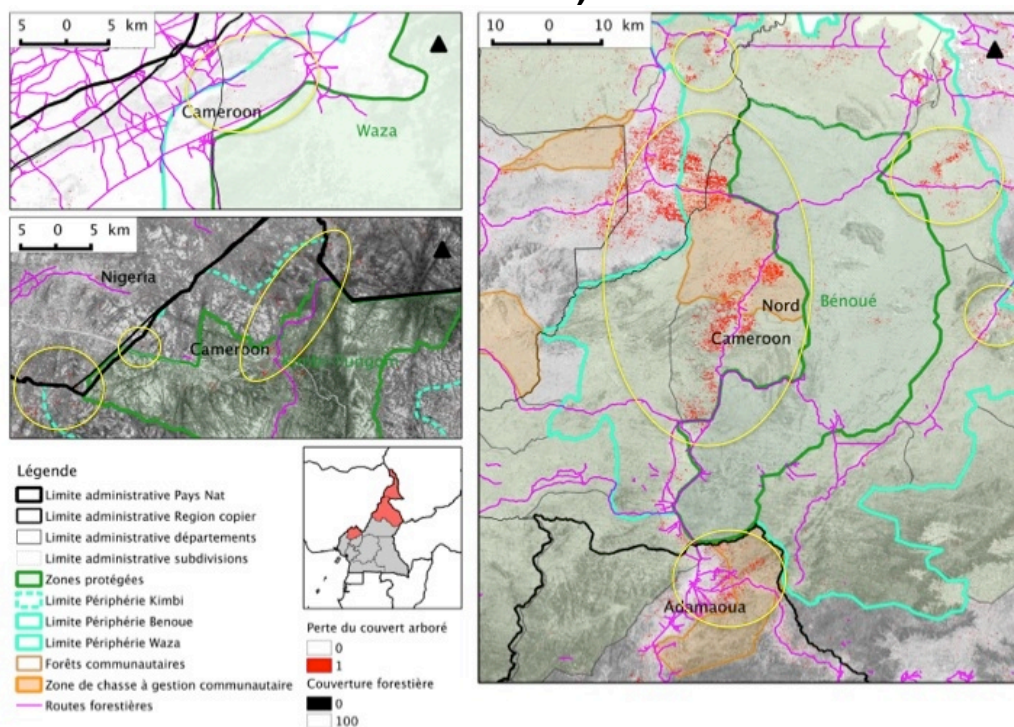 5 0 5 km
Cameroon
Waza
5 0 5 km
Nigeria
Cameroon
10 0 10 km
Nord
Bénoué
Cameroon
Adamaoua
Légende
Limite administrative Pays Nat
Limite administrative Region copier
Limite administrative départements
Limite administrative subdivisions
Zones protégées
Limite Périphérie Kimbi
Limite Périphérie Benoue
Limite Périphérie Waza
Forêts communautaires
Zone de chasse à gestion communautaire
Routes forestières
Perte du couvert arboré
0
1
Couverture forestière
0
100